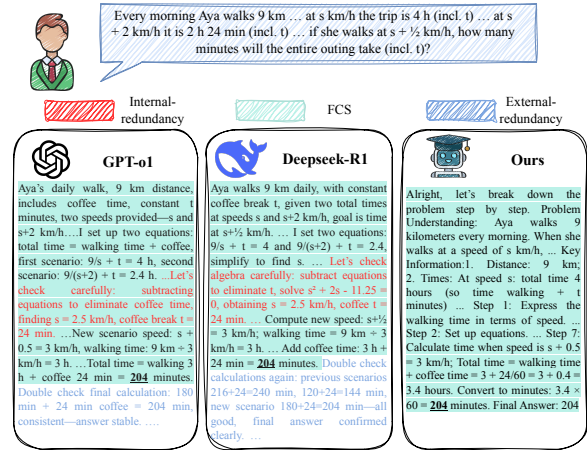 Every morning Aya walks 9 km … at s km/h the trip is 4 h (incl. t) … at s
+ 2 km/h it is 2 h 24 min (incl. t) … if she walks at s + ½ km/h, how many
minutes will the entire outing take (incl. t)?
Internal-
redundancy
FCS
External-
redundancy
GPT-o1
Aya's daily walk, 9 km distance,
includes coffee time, constant t
minutes, two speeds provided—s and
s+2 km/h.…I set up two equations:
total time = walking time + coffee,
first scenario: 9/s + t = 4 h, second
scenario: 9/(s+2) + t = 2.4 h. ...Let's
check carefully: subtracting
equations to eliminate coffee time,
finding s = 2.5 km/h, coffee break t =
24 min. …New scenario speed: s +
0.5 = 3 km/h, walking time: 9 km ÷ 3
km/h = 3 h. …Total time = walking 3
h + coffee 24 min = 204 minutes.
Double check final calculation: 180
min + 24 min coffee = 204 min,
consistent—answer stable. ….
Deepseek-R1
Aya walks 9 km daily, with constant
coffee break t, given two total times
at speeds s and s+2 km/h, goal is time
at s+½ km/h. … I set two equations:
9/s + t = 4 and 9/(s+2) + t = 2.4,
simplify to find s. … Let's check
algebra carefully: subtract equations
to eliminate t, solve s² + 2s - 11.25 =
0, obtaining s = 2.5 km/h, coffee t =
24 min. … Compute new speed: s+½
= 3 km/h; walking time = 9 km ÷ 3
km/h = 3 h. … Add coffee time: 3 h +
24 min = 204 minutes. Double check
calculations again: previous scenarios
216+24=240 min, 120+24=144 min,
new scenario 180+24=204 min—all
good, final answer confirmed
clearly. …
Ours
Alright, let's break down the
problem step by step. Problem
Understanding: Aya walks 9
kilometers every morning. When she
walks at a speed of s km/h, ... Key
Information:1. Distance: 9 km;
2. Times: At speed s: total time 4
hours (so time walking + t
minutes) ... Step 1: Express the
walking time in terms of speed. ...
Step 2: Set up equations. ... Step 7:
Calculate time when speed is s + 0.5
= 3 km/h; Total time = walking time
+ coffee time = 3 + 24/60 = 3 + 0.4 =
3.4 hours. Convert to minutes: 3.4 ×
60 = 204 minutes. Final Answer: 204